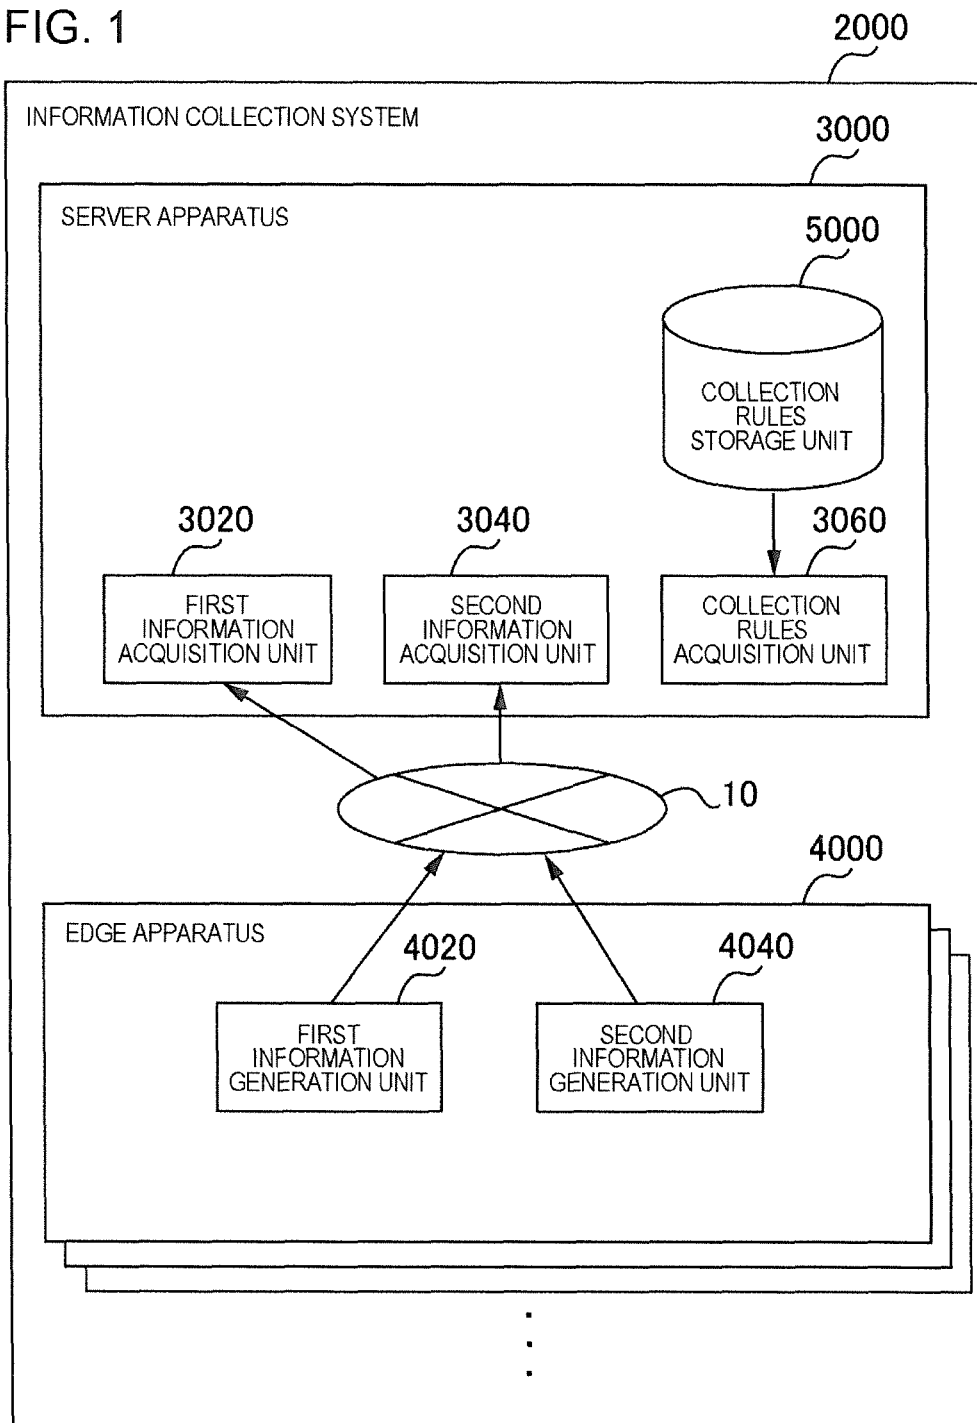 FIG. 1
2000
INFORMATION COLLECTION SYSTEM
3000
SERVER APPARATUS
5000
COLLECTION
RULES
STORAGE UNIT
3020
3040
3060
FIRST
INFORMATION
ACQUISITION UNIT
SECOND
INFORMATION
ACQUISITION UNIT
COLLECTION
RULES
ACQUISITION UNIT
10
4000
EDGE APPARATUS
4020
4040
FIRST
INFORMATION
GENERATION UNIT
SECOND
INFORMATION
GENERATION UNIT